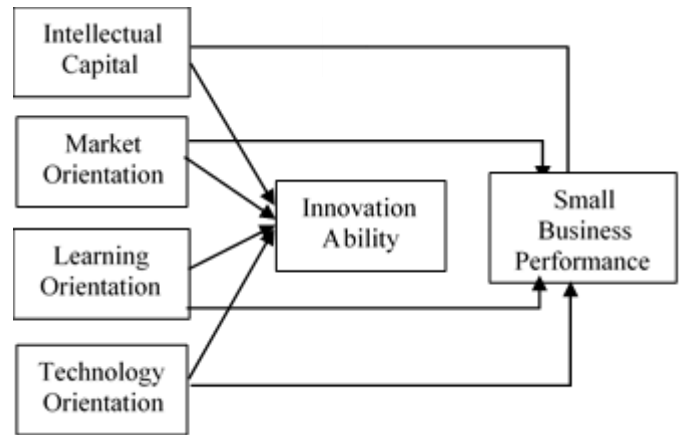 Intellectual
Capital
Market
Orientation
Innovation
Ability
Small
Business
Performance
Learning
Orientation
Technology
Orientation